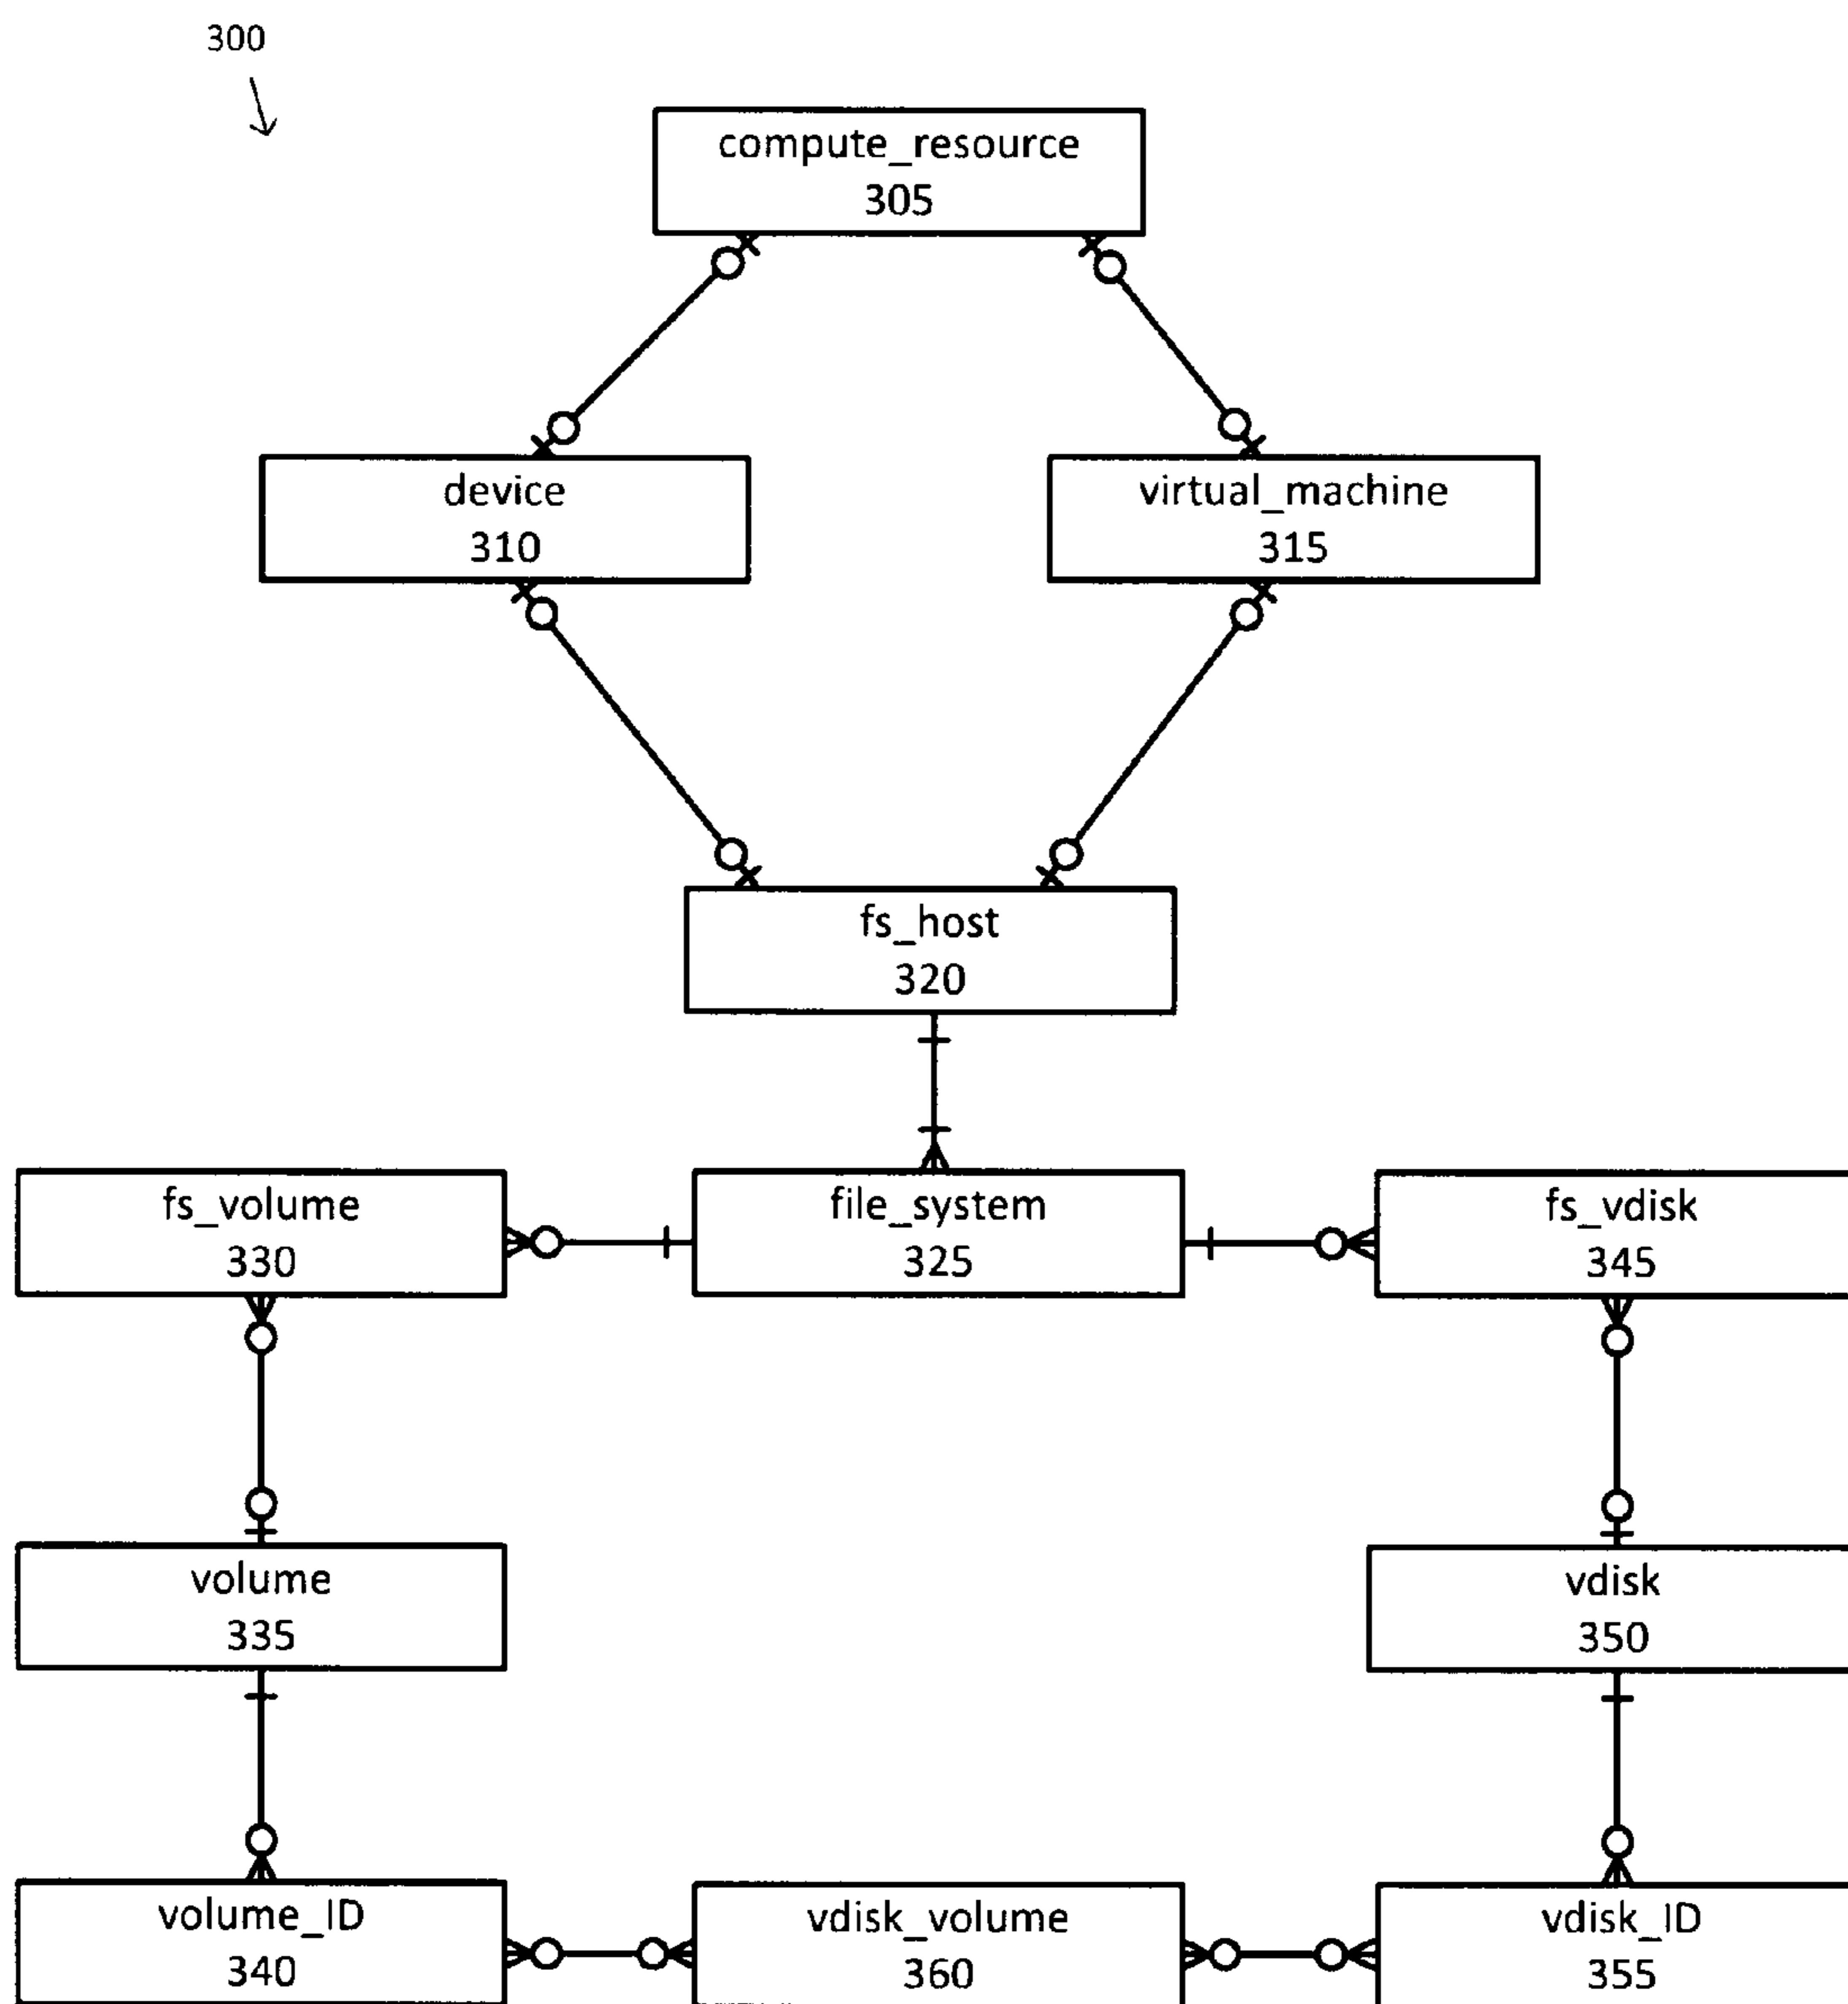 300
compute_resource
305
device
310
virtual_machine
315
fs_host
320
fs_volume
330
file_system
325
fs_vdisk
345
volume
335
vdisk
350
volume_ID
340
vdisk_volume
360
vdisk_ID
355